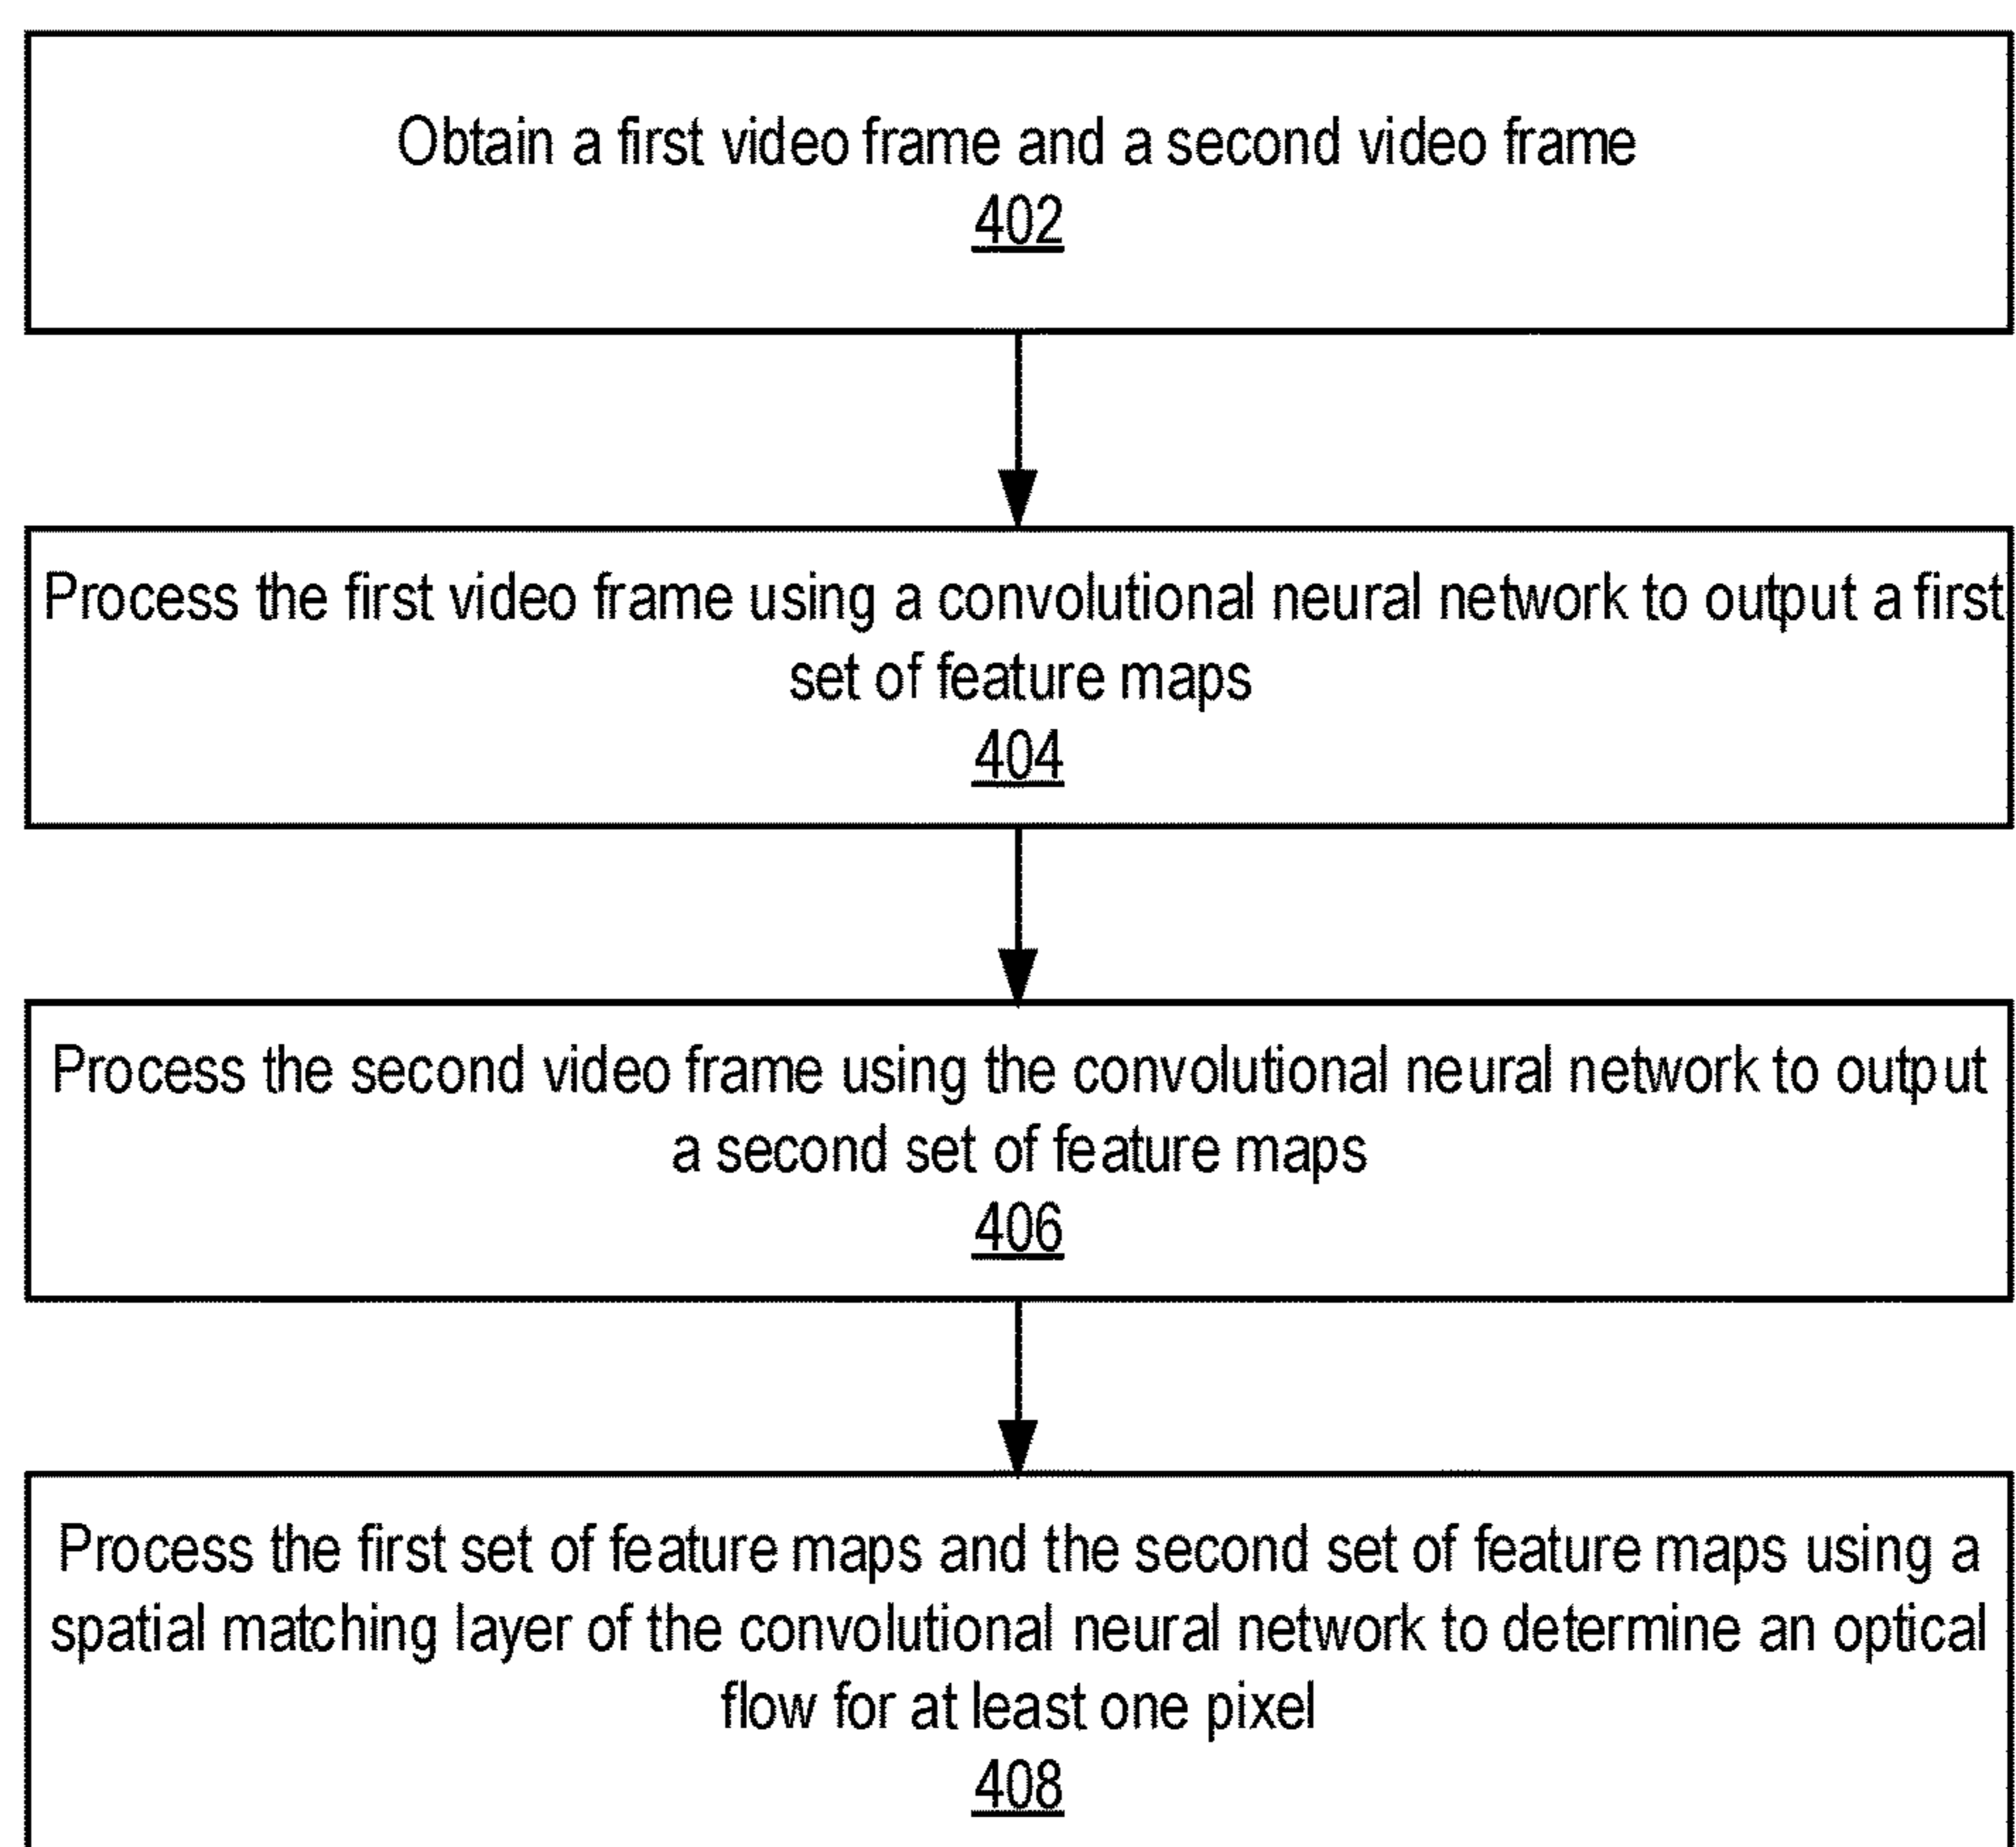 Obtain a first video frame and a second video frame
402
Process the first video frame using a convolutional neural network to output a first
set of feature maps
404
Process the second video frame using the convolutional neural network to output
a second set of feature maps
406
Process the first set of feature maps and the second set of feature maps using a
spatial matching layer of the convolutional neural network to determine an optical
flow for at least one pixel
408